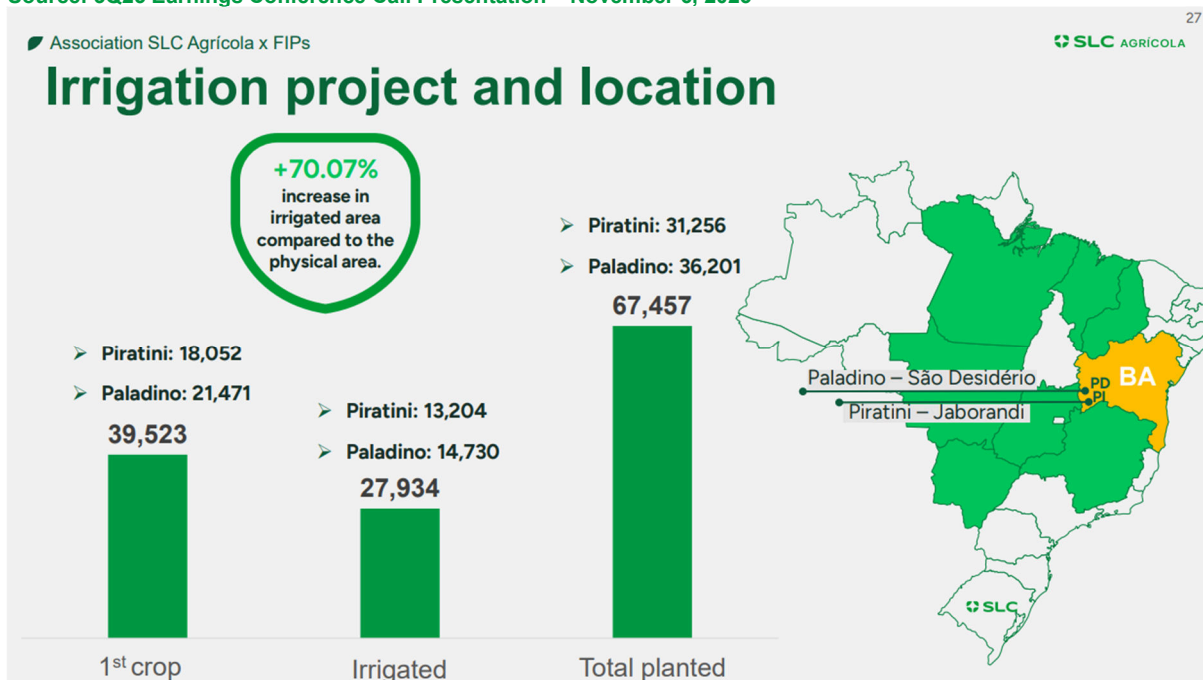 27
Association SLC Agrícola x FIPs
SLC AGRÍCOLA
Irrigation project and location
+70.07%
increase in
irrigated area
compared to the
physical area.
➢ Piratini: 18,052
➢ Paladino: 21,471
39,523
➢ Piratini: 13,204
➢ Paladino: 14,730
27,934
➢ Piratini: 31,256
➢ Paladino: 36,201
67,457
1st crop
Irrigated
Total planted
Paladino – São Desidério
Piratini – Jaborandi
PD
PI
BA
SLC